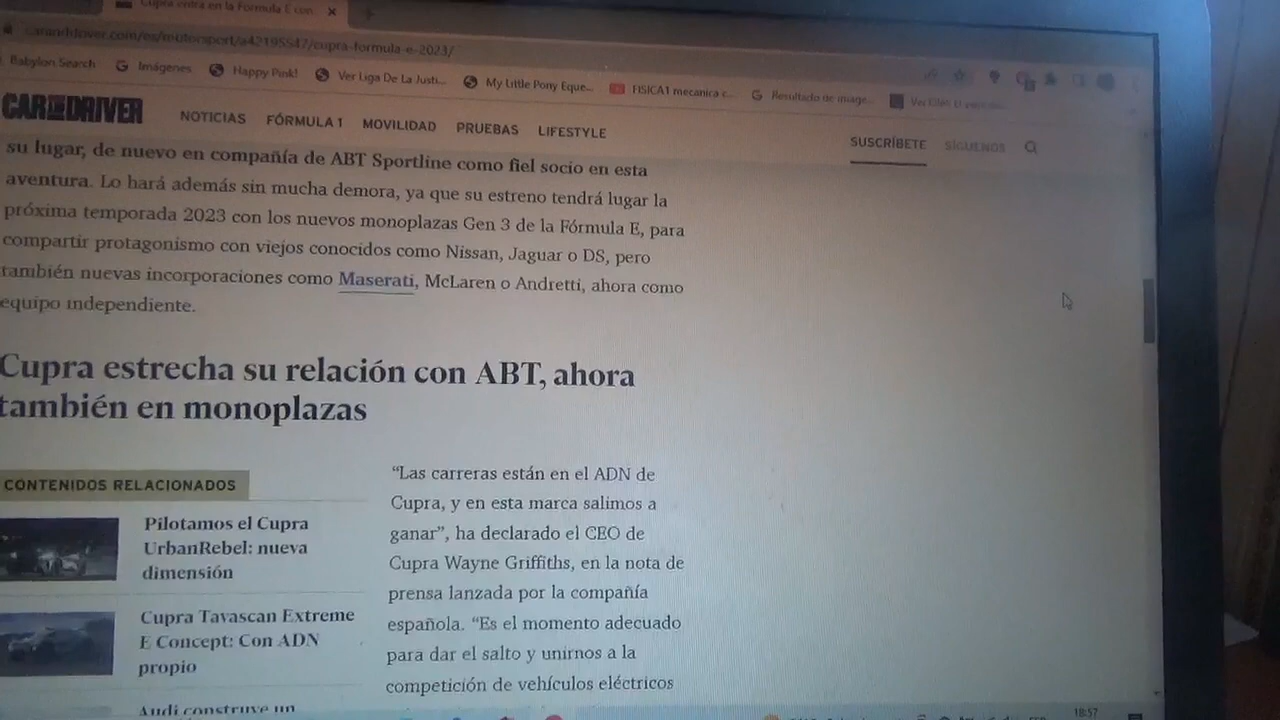 Cupra entra en la Fórmula E con
caranddriver.com/es/motorsport/a42195547/cupra-formula-e-2023/
Babylon Search
Imágenes
Happy Pink!
Ver Liga De La Justi...
My Little Pony Eque...
FISICA1 mecanica c...
Resultado de image...
CAR AND DRIVER
NOTICIAS
FÓRMULA 1
MOVILIDAD
PRUEBAS
LIFESTYLE
SUSCRÍBETE
SÍGUENOS
su lugar, de nuevo en compañía de ABT Sportline como fiel socio en esta
aventura. Lo hará además sin mucha demora, ya que su estreno tendrá lugar la
próxima temporada 2023 con los nuevos monoplazas Gen 3 de la Fórmula E, para
compartir protagonismo con viejos conocidos como Nissan, Jaguar o DS, pero
también nuevas incorporaciones como Maserati, McLaren o Andretti, ahora como
equipo independiente.
Cupra estrecha su relación con ABT, ahora
también en monoplazas
CONTENIDOS RELACIONADOS
Pilotamos el Cupra
UrbanRebel: nueva
dimensión
Cupra Tavascan Extreme
E Concept: Con ADN
propio
Audi construye un
“Las carreras están en el ADN de
Cupra, y en esta marca salimos a
ganar”, ha declarado el CEO de
Cupra Wayne Griffiths, en la nota de
prensa lanzada por la compañía
española. “Es el momento adecuado
para dar el salto y unirnos a la
competición de vehículos eléctricos
18:57